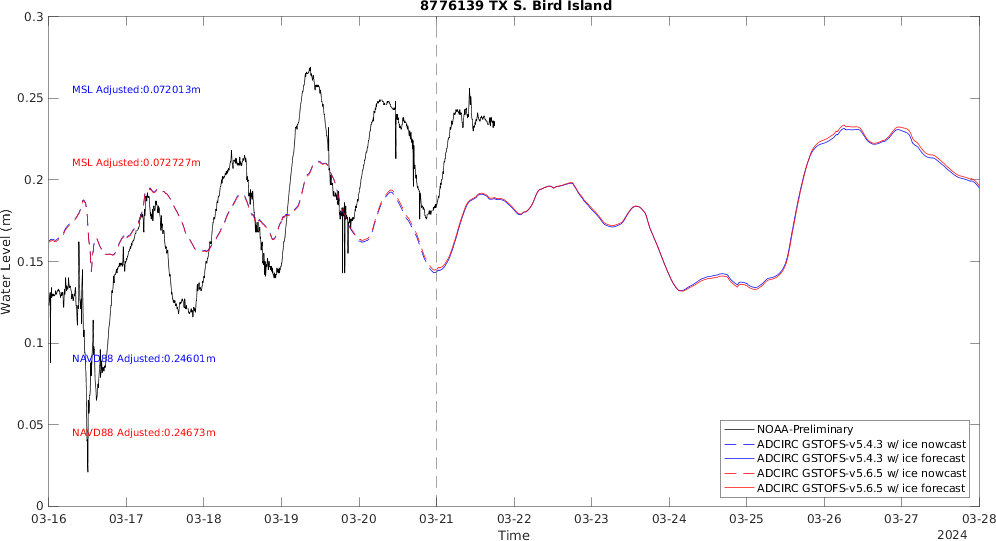 8776139 TX S. Bird Island
Water Level (m)
0.3
0.25
0.2
0.15
0.1
0.05
0
MSL Adjusted:0.072013m
MSL Adjusted:0.072727m
NAVD88 Adjusted:0.24601m
NAVD88 Adjusted:0.24673m
NOAA-Preliminary
ADCIRC GSTOFS-v5.4.3 w/ ice nowcast
ADCIRC GSTOFS-v5.4.3 w/ ice forecast
ADCIRC GSTOFS-v5.6.5 w/ ice nowcast
ADCIRC GSTOFS-v5.6.5 w/ ice forecast
03-16 03-17 03-18 03-19 03-20 03-21 03-22 03-23 03-24 03-25 03-26 03-27 03-28
Time
2024